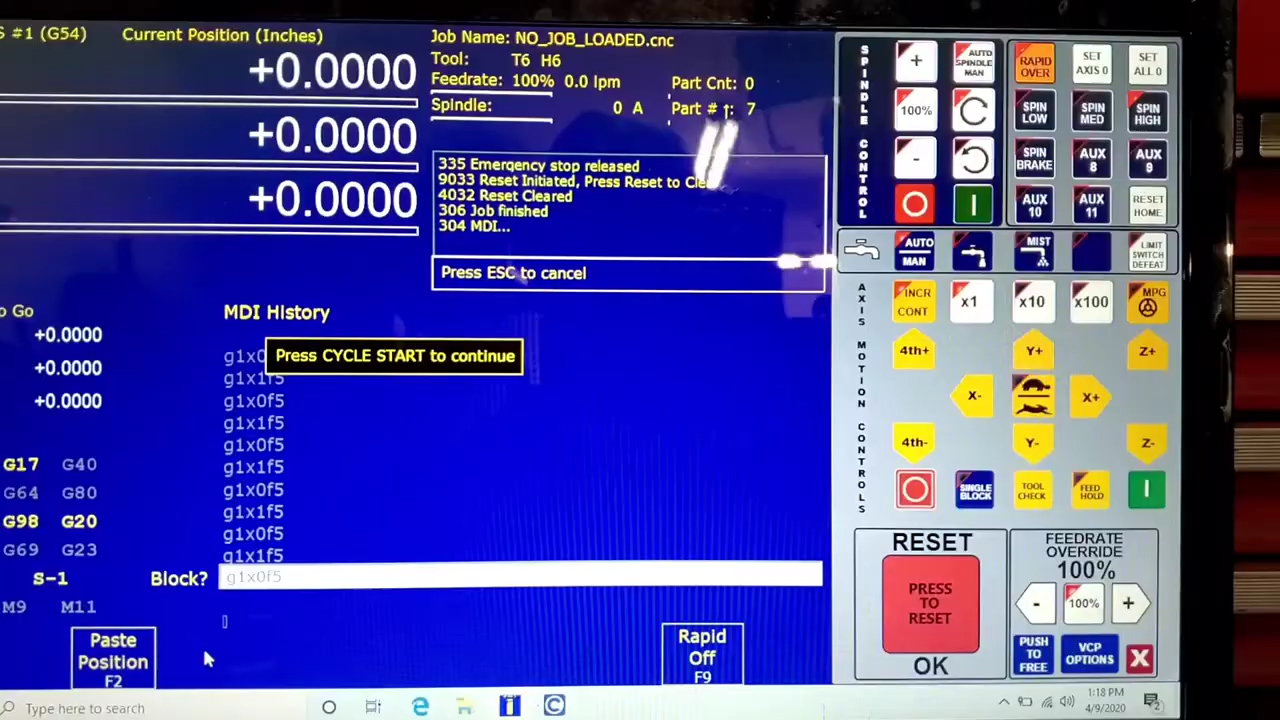 S #1 (G54) Current Position (Inches)
+0.0000
+0.0000
+0.0000
Job Name: NO_JOB_LOADED.cnc
Tool: T6 H6
Feedrate: 100% 0.0 Ipm Part Cnt: 0
Spindle: 0 A Part # : 7
335 Emergency stop released
9033 Reset Initiated, Press Reset to
4032 Reset Cleared
306 Job finished
304 MDI...
Press ESC to cancel
o Go
+0.0000
+0.0000
+0.0000
MDI History
Press CYCLE START to continue
g1x0
g1x1f5
g1x0f5
g1x1f5
g1x0f5
g1x1f5
g1x0f5
g1x1f5
g1x0f5
g1x1f5
Block? g1x0f5
G17 G40
G64 G80
G98 G20
G69 G23
S-1
M9 M11
Paste
Position
F2
Rapid
Off
F9
SPINDLE CONTROL
+
AUTO
SPINDLE
MAN
100%
-
RAPID
OVER
SET
AXIS 0
SET
ALL 0
SPIN
LOW
SPIN
MED
SPIN
HIGH
SPIN
BRAKE
AUX
8
AUX
9
AUX
10
AUX
11
RESET
HOME
AUTO
MAN
MIST
LIMIT
SWITCH
DEFEAT
AXIS MOTION CONTROLS
INCR
CONT
x1
x10
x100
MPG
4th+
Y+
Z+
X-
X+
4th-
Y-
Z-
SINGLE
BLOCK
TOOL
CHECK
FEED
HOLD
RESET
PRESS
TO
RESET
OK
FEEDRATE
OVERRIDE
100%
-
100%
+
PUSH
TO
FREE
VCP
OPTIONS
X
Type here to search
1:18 PM
4/9/2020
2